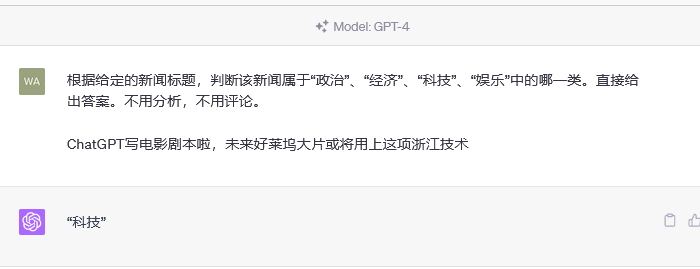 Model: GPT-4
WA
根据给定的新闻标题，判断该新闻属于“政治”、“经济”、“科技”、“娱乐”中的哪一类。直接给
出答案。不用分析，不用评论。
ChatGPT写电影剧本啦，未来好莱坞大片或将用上这项浙江技术
“科技”